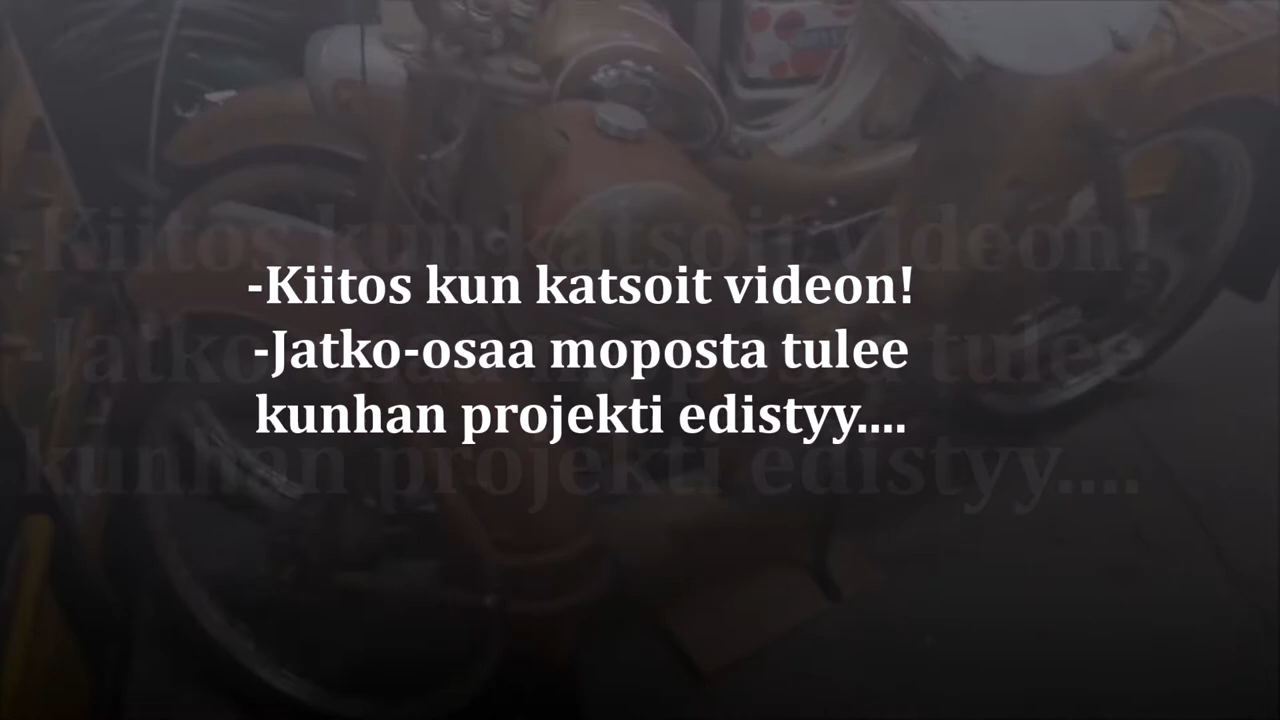 -Kiitos kun katsoit videon!
-Jatko-osaa moposta tulee
kunhan projekti edistyy....